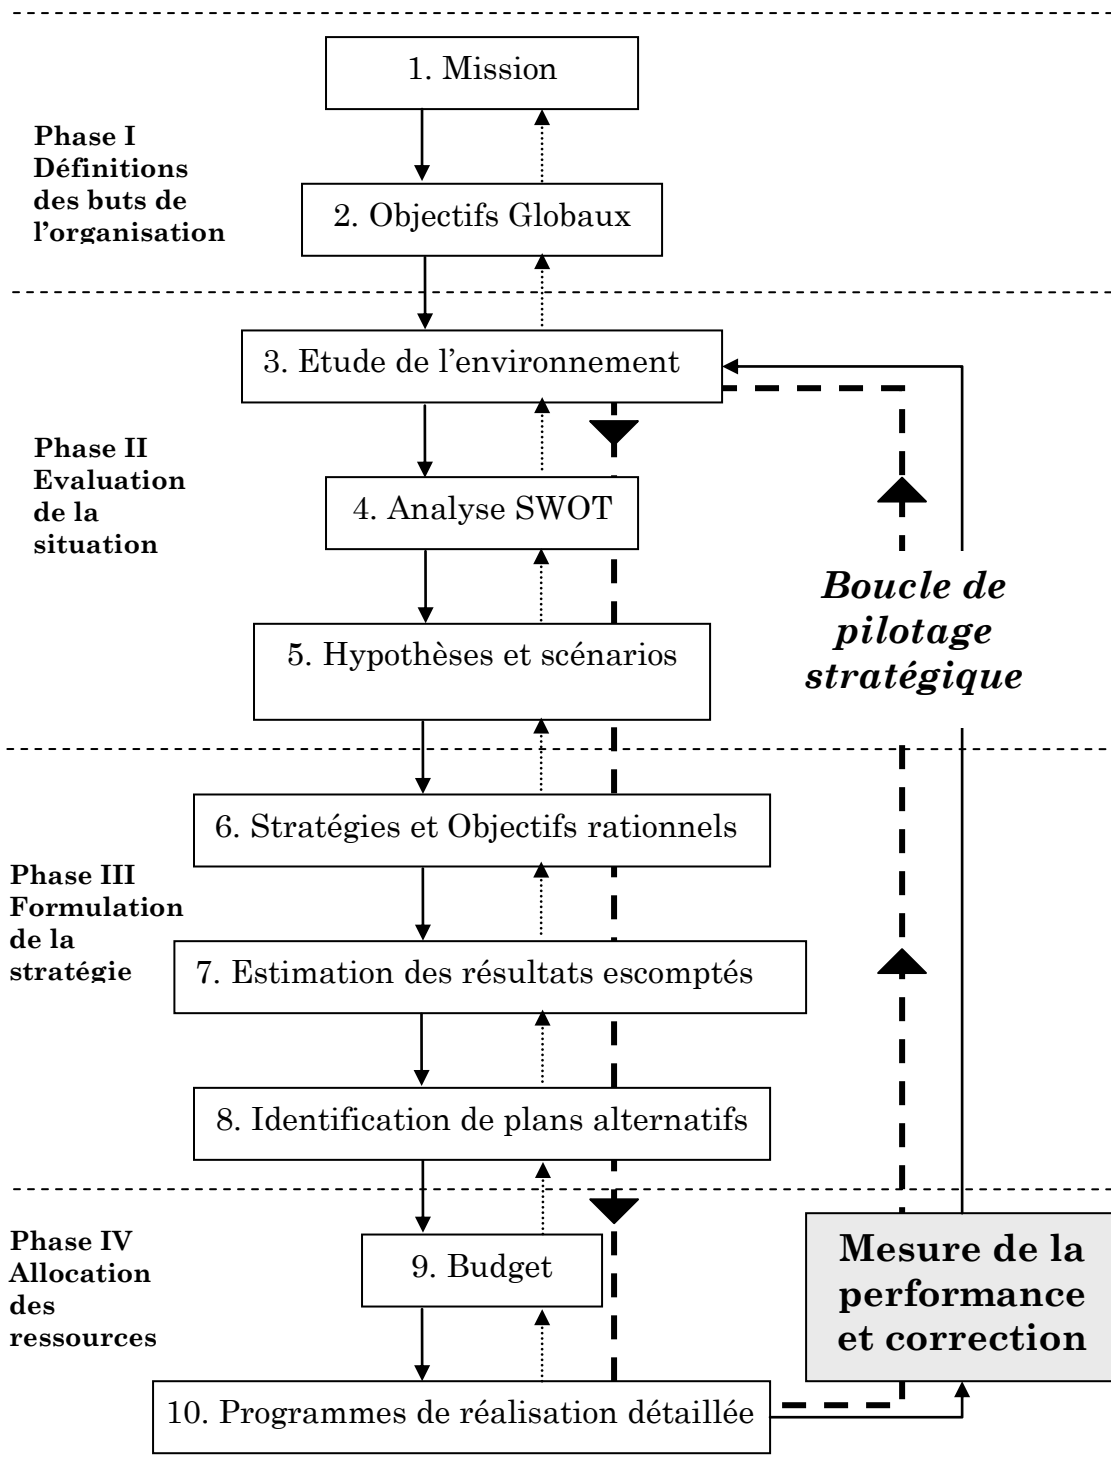 1. Mission
Phase I
Définitions
des buts de
l’organisation
2. Objectifs Globaux
3. Etude de l’environnement
Phase II
Evaluation
de la
situation
4. Analyse SWOT
Boucle de
pilotage
stratégique
5. Hypothèses et scénarios
6. Stratégies et Objectifs rationnels
Phase III
Formulation
de la
stratégie
7. Estimation des résultats escomptés
8. Identification de plans alternatifs
Phase IV
Allocation
des
ressources
9. Budget
Mesure de la
performance
et correction
10. Programmes de réalisation détaillée